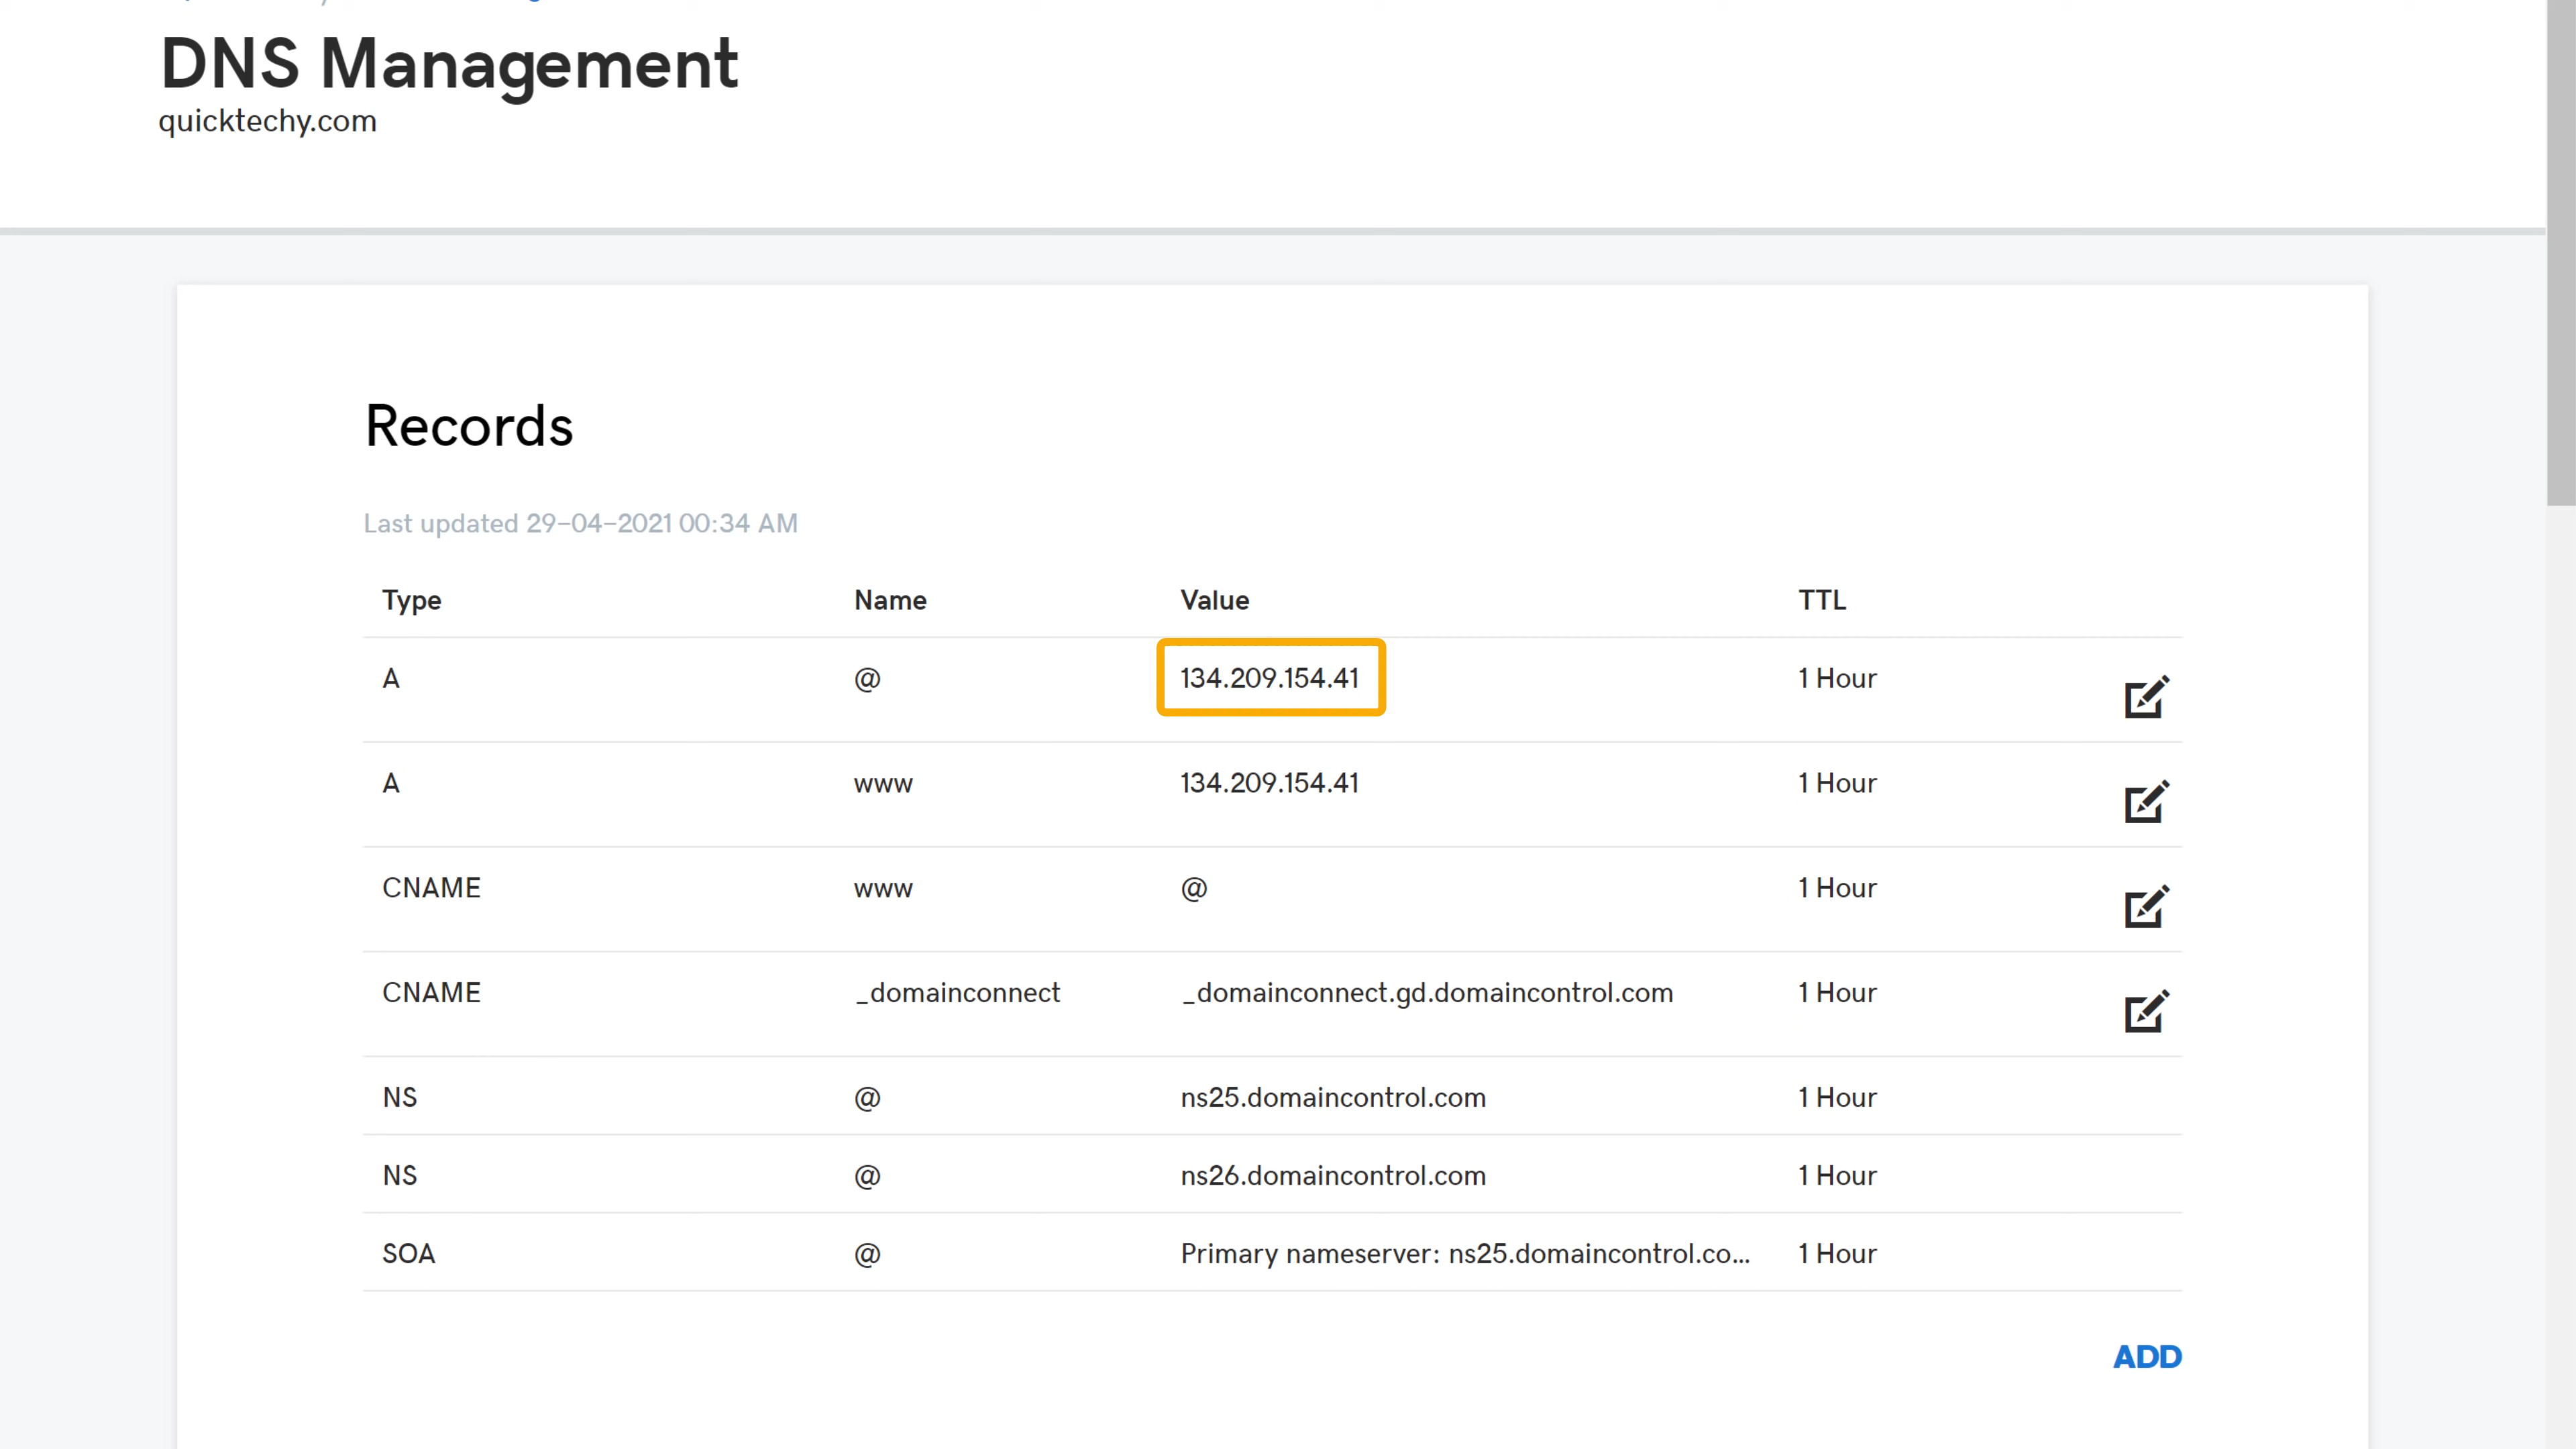 DNS Management
quicktechy.com
Records
Last updated 29-04-2021 00:34 AM
Type Name Value TTL
A @ 134.209.154.41 1 Hour
A www 134.209.154.41 1 Hour
CNAME www @ 1 Hour
CNAME _domainconnect _domainconnect.gd.domaincontrol.com 1 Hour
NS @ ns25.domaincontrol.com 1 Hour
NS @ ns26.domaincontrol.com 1 Hour
SOA @ Primary nameserver: ns25.domaincontrol.co... 1 Hour
ADD